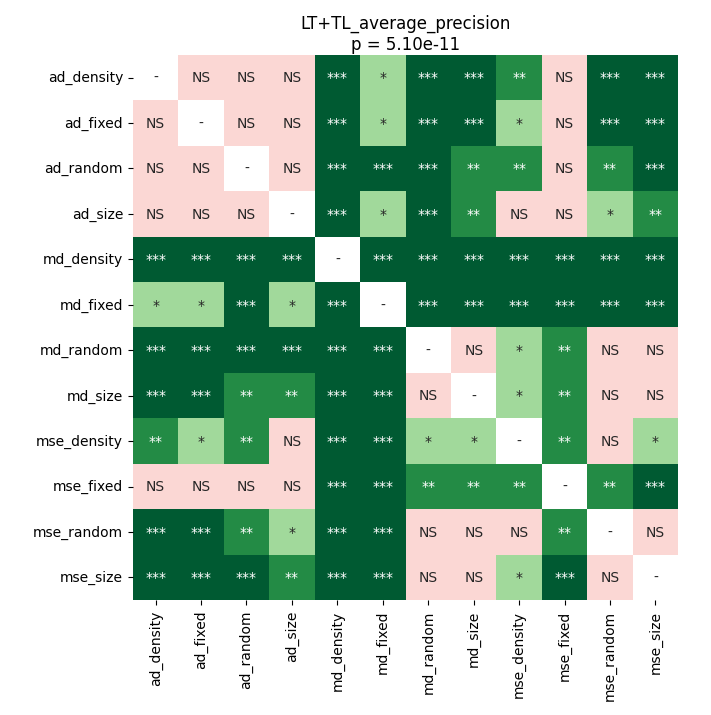 LT+TL_average_precision
p = 5.10e-11
ad_density - NS NS NS *** * *** *** ** NS *** ***
ad_fixed NS - NS NS *** * *** *** * NS *** ***
ad_random NS NS - NS *** *** *** ** ** NS ** ***
ad_size NS NS NS - *** * *** ** NS NS * **
md_density *** *** *** *** - *** *** *** *** *** *** ***
md_fixed * * *** * *** - *** *** *** *** *** ***
md_random *** *** *** *** *** *** - NS * ** NS NS
md_size *** *** ** ** *** *** NS - * ** NS NS
mse_density ** * ** NS *** *** * * - ** NS *
mse_fixed NS NS NS NS *** *** ** ** ** - ** ***
mse_random *** *** ** * *** *** NS NS NS ** - NS
mse_size *** *** *** ** *** *** NS NS * *** NS -
ad_density ad_fixed ad_random ad_size md_density md_fixed md_random md_size mse_density mse_fixed mse_random mse_size